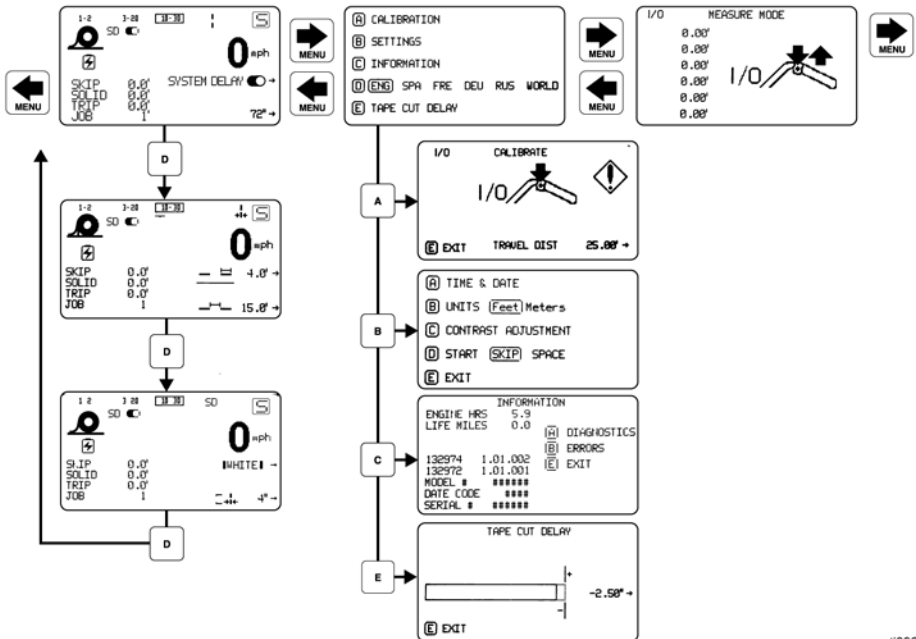 1-2 3-20 10-30 S
SD
0 mph
SYSTEM DELAY
SKIP 0.0'
SOLID 0.0'
TRIP 0.0'
JOB 1
72"
MENU
MENU
MENU
A CALIBRATION
B SETTINGS
C INFORMATION
D ENG SPA FRE DEU RUS WORLD
E TAPE CUT DELAY
MENU
MENU
I/O MEASURE MODE
0.00'
0.00'
0.00'
0.00'
0.00'
0.00'
I/O
D
1-2 3-20 10-30 S
SD
0 mph
SKIP 0.0'
SOLID 0.0'
TRIP 0.0'
JOB 1
4.0'
15.0'
D
1 2 3 20 10 30 SD S
SD
0 mph
SKIP 0.0'
SOLID 0.0'
TRIP 0.0'
JOB 1
WHITE
4"
D
A
I/O CALIBRATE
I/O
E EXIT TRAVEL DIST 25.00'
B
A TIME & DATE
B UNITS Feet Meters
C CONTRAST ADJUSTMENT
D START SKIP SPACE
E EXIT
C
INFORMATION
ENGINE HRS 5.9
LIFE MILES 0.0
A DIAGNOSTICS
B ERRORS
E EXIT
132974 1.01.002
132972 1.01.001
MODEL # ######
DATE CODE ####
SERIAL # ######
E
TAPE CUT DELAY
+
-
-2.50"
E EXIT